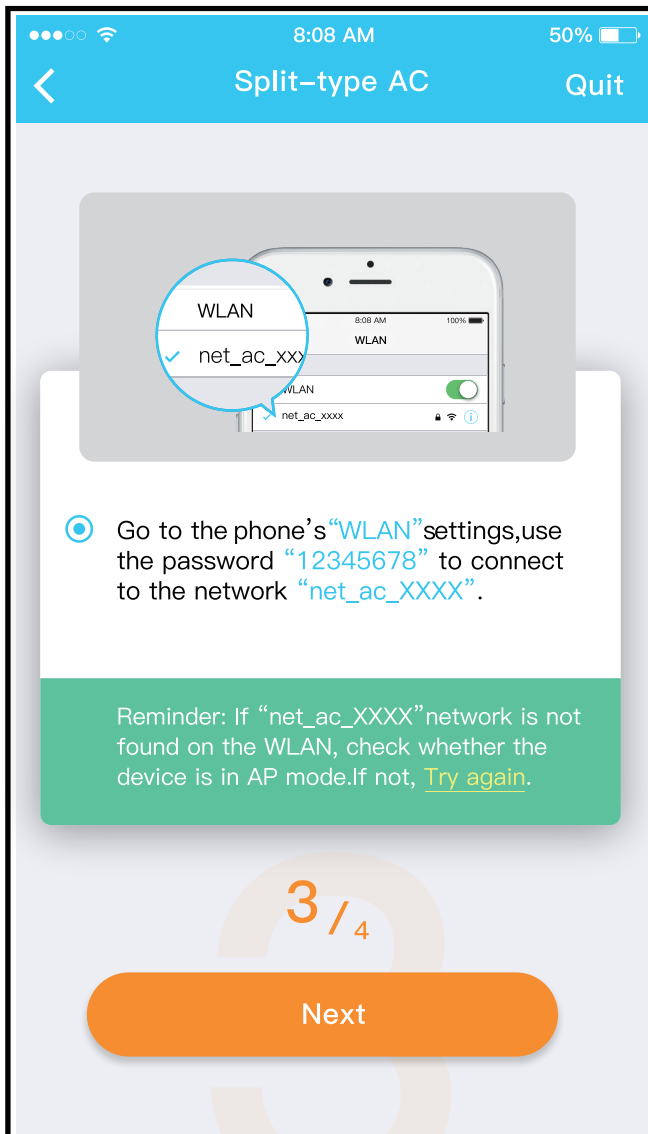 8:08 AM
50%
Split-type AC
Quit
WLAN
net_ac_xxx
8:08 AM
100%
WLAN
WLAN
net_ac_xxxx
Go to the phone’s“WLAN”settings,use
the password “12345678” to connect
to the network “net_ac_XXXX”.
Reminder: If “net_ac_XXXX”network is not
found on the WLAN, check whether the
device is in AP mode.If not, Try again.
3/4
Next
3